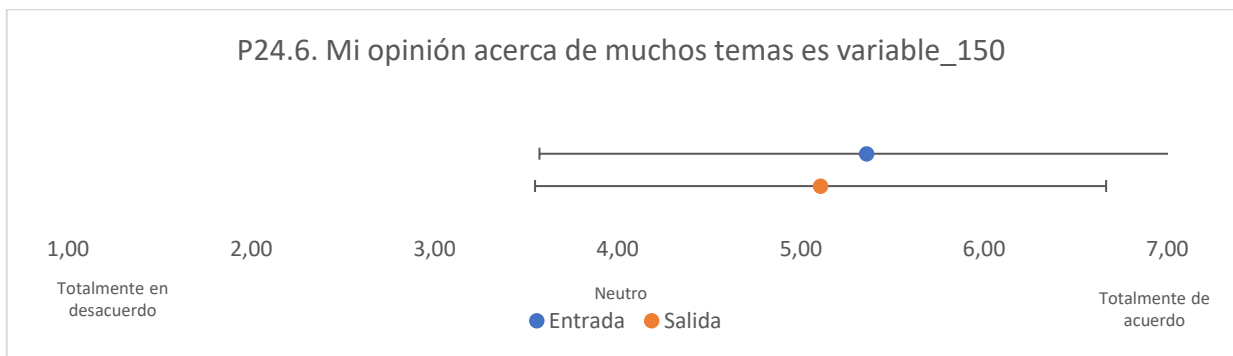 P24.6. Mi opinión acerca de muchos temas es variable_150
1,00 2,00 3,00 4,00 5,00 6,00 7,00
Totalmente en
desacuerdo
Neutro
Totalmente de
acuerdo
Entrada Salida